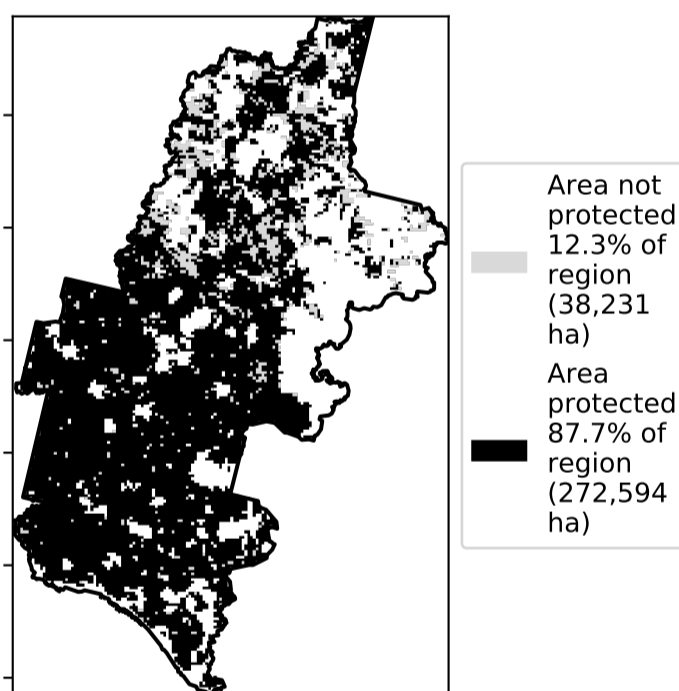 Area not
protected
12.3% of
region
(38,231
ha)
Area
protected
87.7% of
region
(272,594
ha)